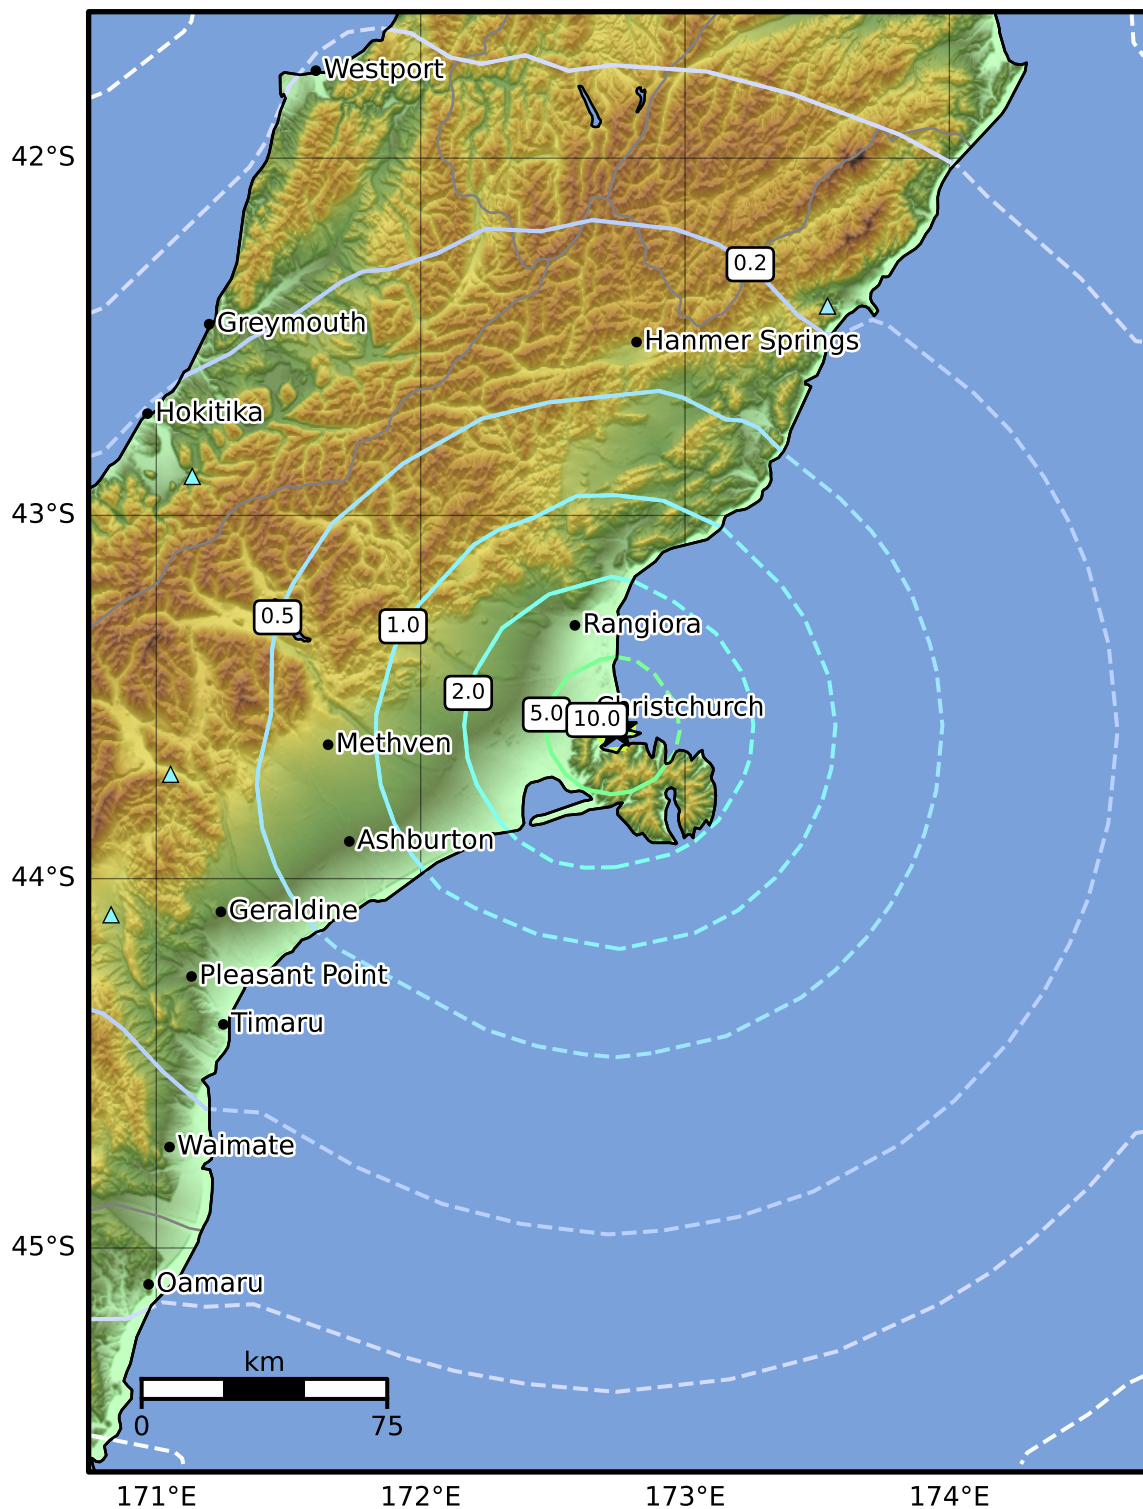 Westport
42°S
0.2
Greymouth
Hanmer Springs
Hokitika
43°S
0.5
1.0
Rangiora
2.0
Christchurch
5.0
10.0
Methven
Ashburton
44°S
Geraldine
Pleasant Point
Timaru
Waimate
45°S
Oamaru
km
0 75
171°E 172°E 173°E 174°E